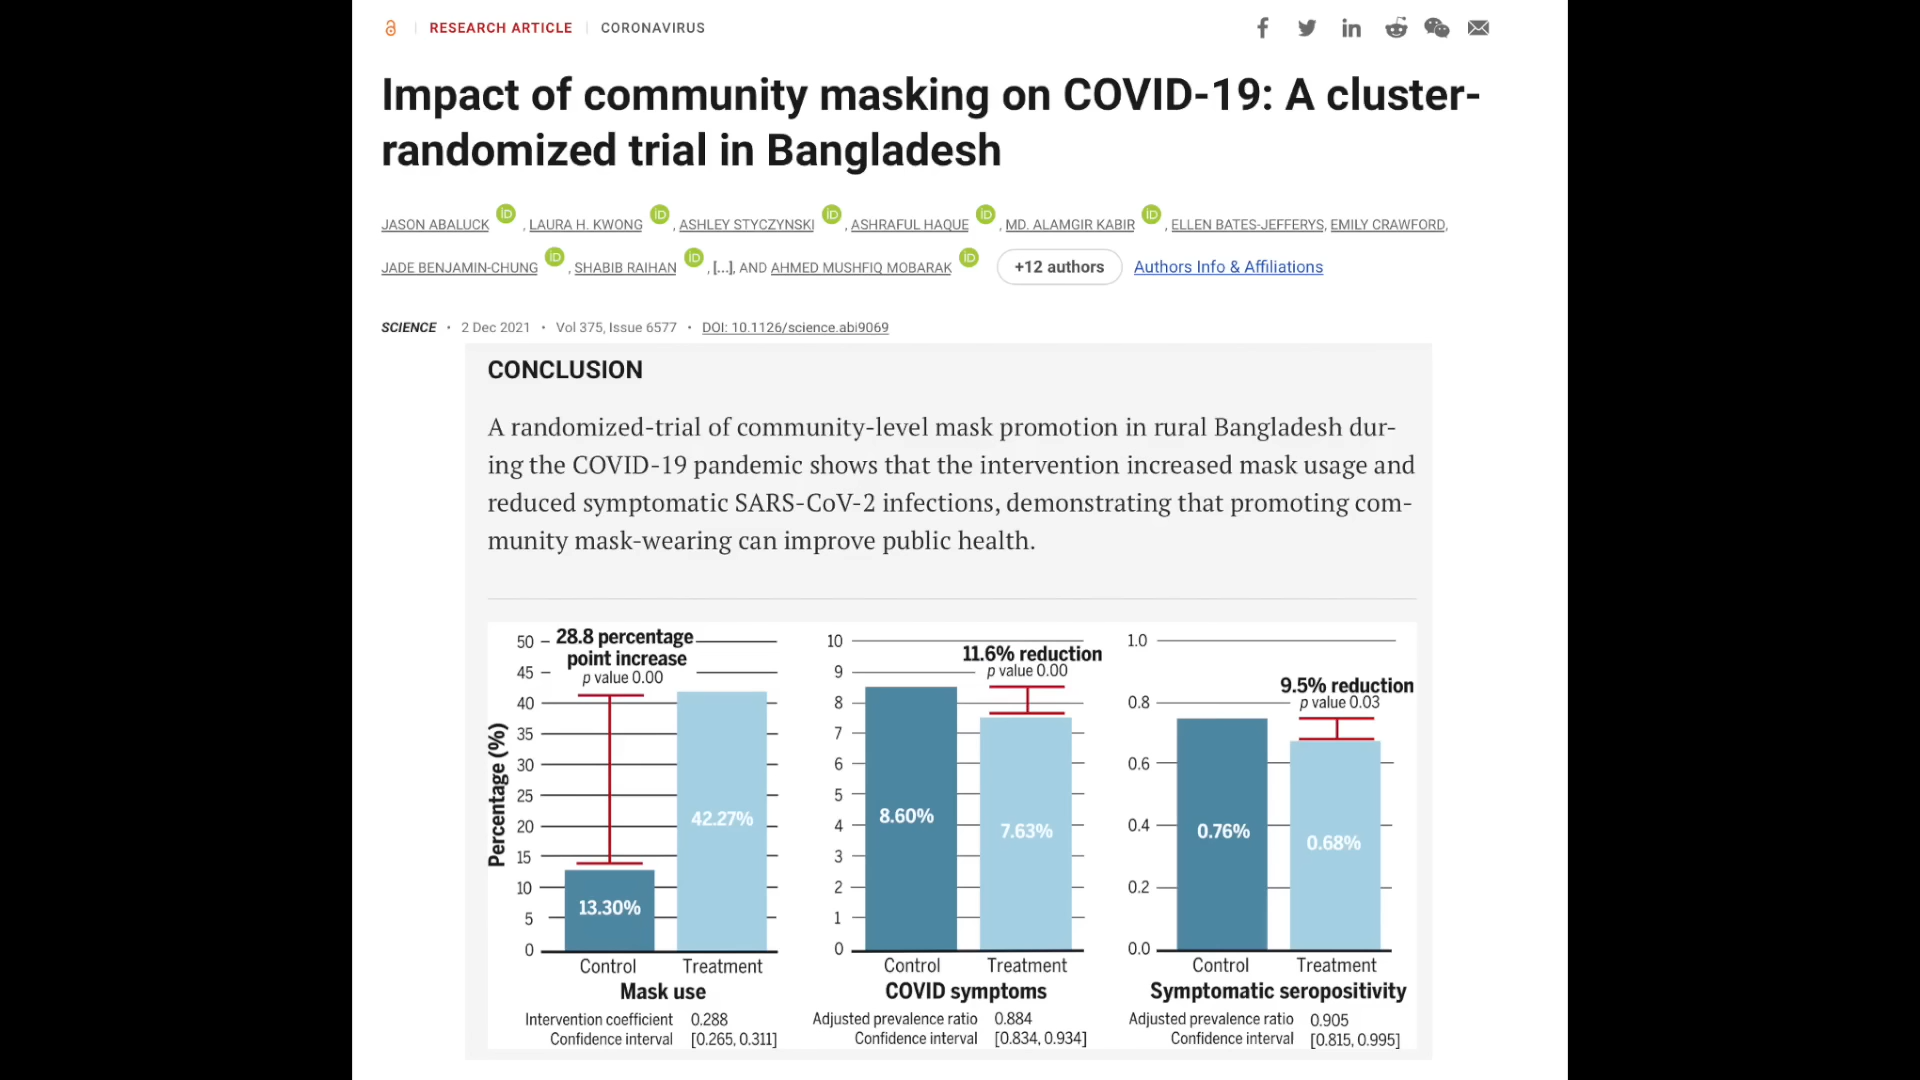 RESEARCH ARTICLE CORONAVIRUS
Impact of community masking on COVID-19: A cluster-
randomized trial in Bangladesh
JASON ABALUCK iD, LAURA H. KWONG iD, ASHLEY STYCZYNSKI iD, ASHRAFUL HAQUE iD, MD. ALAMGIR KABIR iD, ELLEN BATES-JEFFERYS, EMILY CRAWFORD,
JADE BENJAMIN-CHUNG iD, SHABIB RAIHAN iD, [...], AND AHMED MUSHFIQ MOBARAK iD +12 authors Authors Info & Affiliations
SCIENCE • 2 Dec 2021 • Vol 375, Issue 6577 • DOI: 10.1126/science.abi9069
CONCLUSION
A randomized-trial of community-level mask promotion in rural Bangladesh dur-
ing the COVID-19 pandemic shows that the intervention increased mask usage and
reduced symptomatic SARS-CoV-2 infections, demonstrating that promoting com-
munity mask-wearing can improve public health.
Percentage (%)
50
45
40
35
30
25
20
15
10
5
0
28.8 percentage
point increase
p value 0.00
13.30%
42.27%
Control Treatment
Mask use
Intervention coefficient 0.288
Confidence interval [0.265, 0.311]
10
9
8
7
6
5
4
3
2
1
0
11.6% reduction
p value 0.00
8.60%
7.63%
Control Treatment
COVID symptoms
Adjusted prevalence ratio 0.884
Confidence interval [0.834, 0.934]
1.0
0.8
0.6
0.4
0.2
0.0
9.5% reduction
p value 0.03
0.76%
0.68%
Control Treatment
Symptomatic seropositivity
Adjusted prevalence ratio 0.905
Confidence interval [0.815, 0.995]